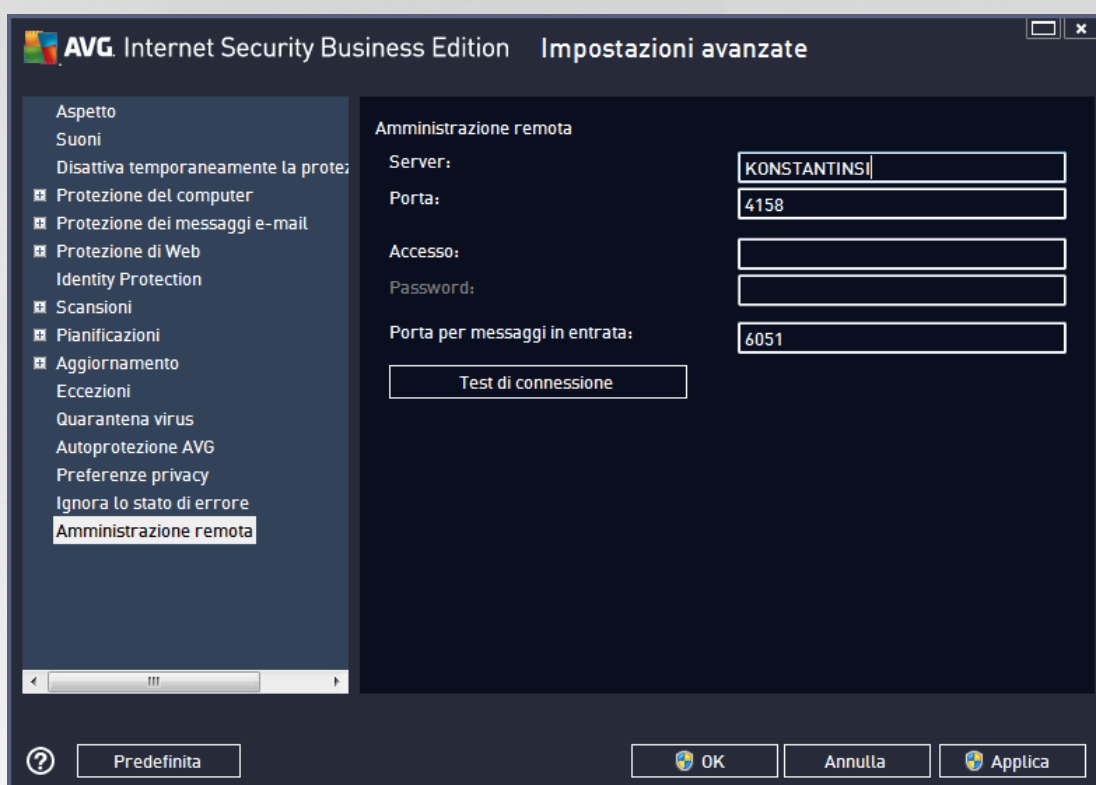 AVG. Internet Security Business Edition Impostazioni avanzate
Aspetto
Suoni
Disattiva temporaneamente la protez
Protezione del computer
Protezione dei messaggi e-mail
Protezione di Web
Identity Protection
Scansioni
Pianificazioni
Aggiornamento
Eccezioni
Quarantena virus
Autoprotezione AVG
Preferenze privacy
Ignora lo stato di errore
Amministrazione remota
Amministrazione remota
Server: KONSTANTINSI
Porta: 4158
Accesso:
Password:
Porta per messaggi in entrata: 6051
Test di connessione
Predefinita
OK
Annulla
Applica